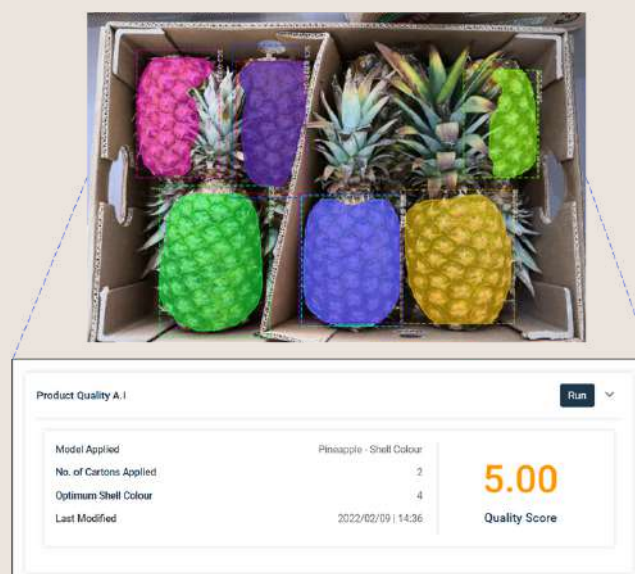 Product Quality A.I
Run
Model Applied
Pineapple - Shell Colour
No. of Cartons Applied
2
Optimum Shell Colour
4
Last Modified
2022/02/09 | 14:36
5.00
Quality Score